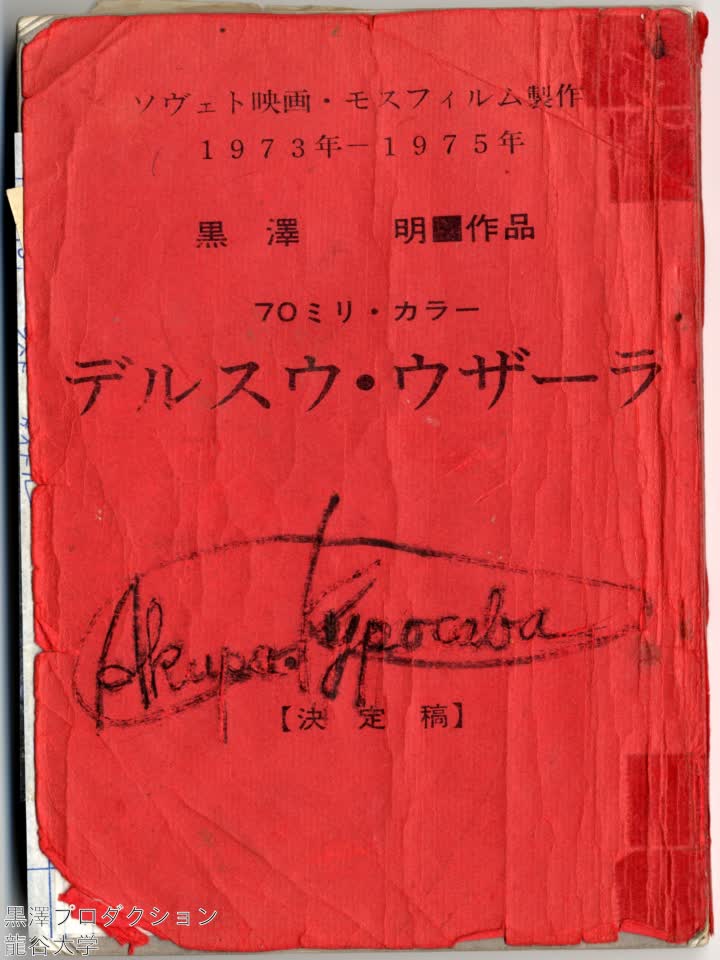 ソヴェト映画・モスフィルム製作
1973年－1975年
黒澤 明■作品
70ミリ・カラー
デルスウ・ウザーラ
Акира Куросава
【決定稿】
黒澤プロダクション
龍谷大学